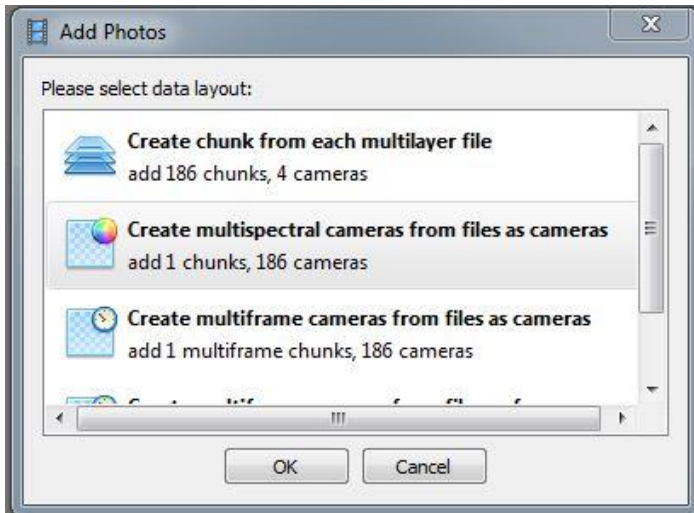 Add Photos
Please select data layout:
Create chunk from each multilayer file
add 186 chunks, 4 cameras
Create multispectral cameras from files as cameras
add 1 chunks, 186 cameras
Create multiframe cameras from files as cameras
add 1 multiframe chunks, 186 cameras
OK
Cancel